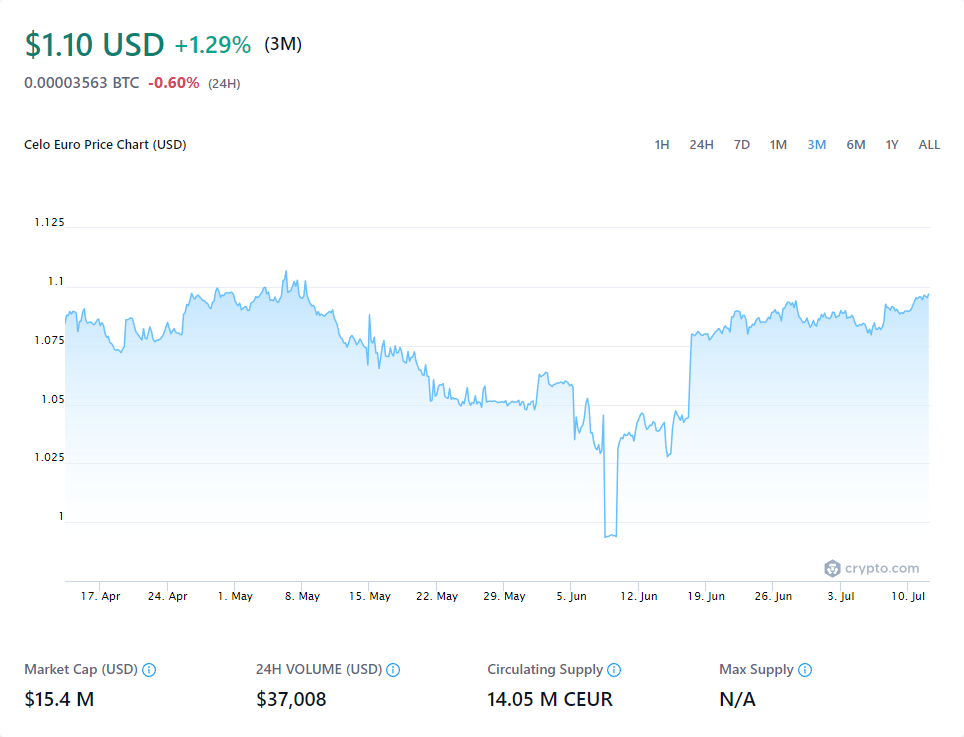 $1.10 USD +1.29% (3M)
0.00003563 BTC -0.60% (24H)
Celo Euro Price Chart (USD) 1H 24H 7D 1M 3M 6M 1Y ALL
1.125
1.1
1.075
1.05
1.025
1
crypto.com
17. Apr 24. Apr 1. May 8. May 15. May 22. May 29. May 5. Jun 12. Jun 19. Jun 26. Jun 3. Jul 10. Jul
Market Cap (USD) 24H VOLUME (USD) Circulating Supply Max Supply
$15.4 M $37,008 14.05 M CEUR N/A